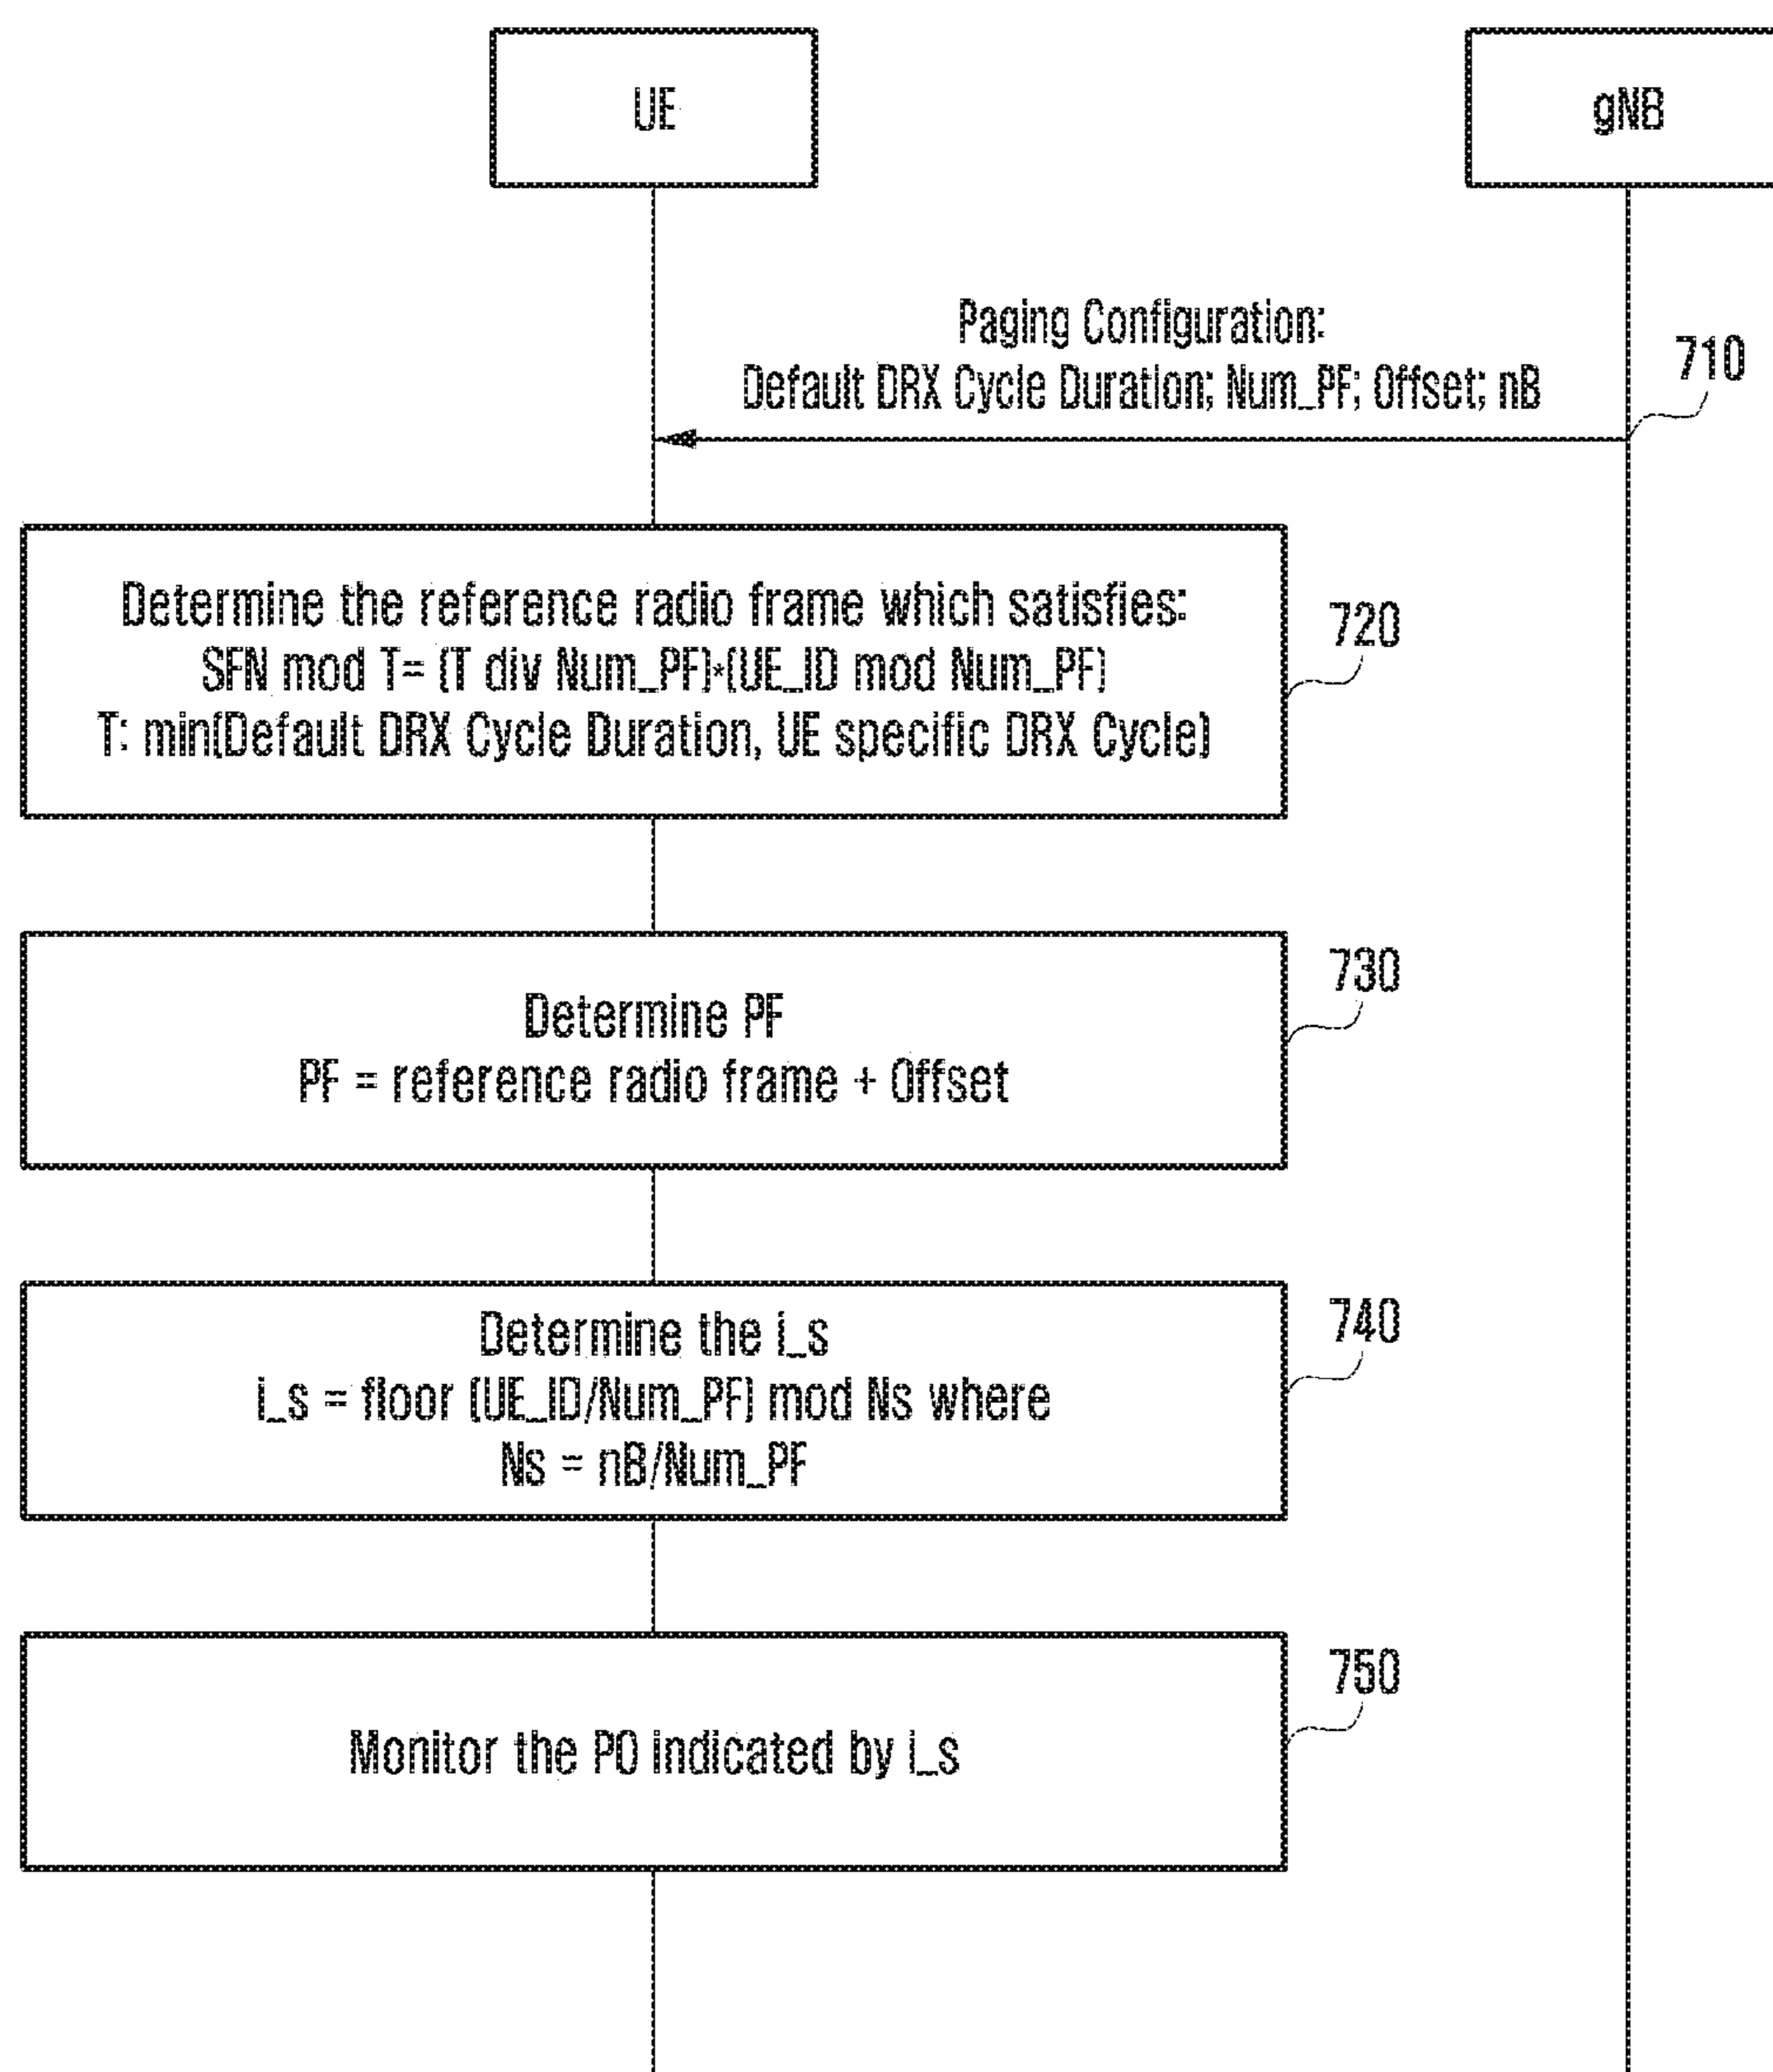 UE
gNB
Paging Configuration:
Default DRX Cycle Duration; Num_PF; Offset; nB
710
Determine the reference radio frame which satisfies:
SFN mod T= (T div Num_PF)*(UE_ID mod Num_PF)
T: min(Default DRX Cycle Duration, UE specific DRX Cycle)
720
Determine PF
PF = reference radio frame + Offset
730
Determine the i_s
i_s = floor (UE_ID/Num_PF) mod Ns where
Ns = nB/Num_PF
740
Monitor the PO indicated by i_s
750